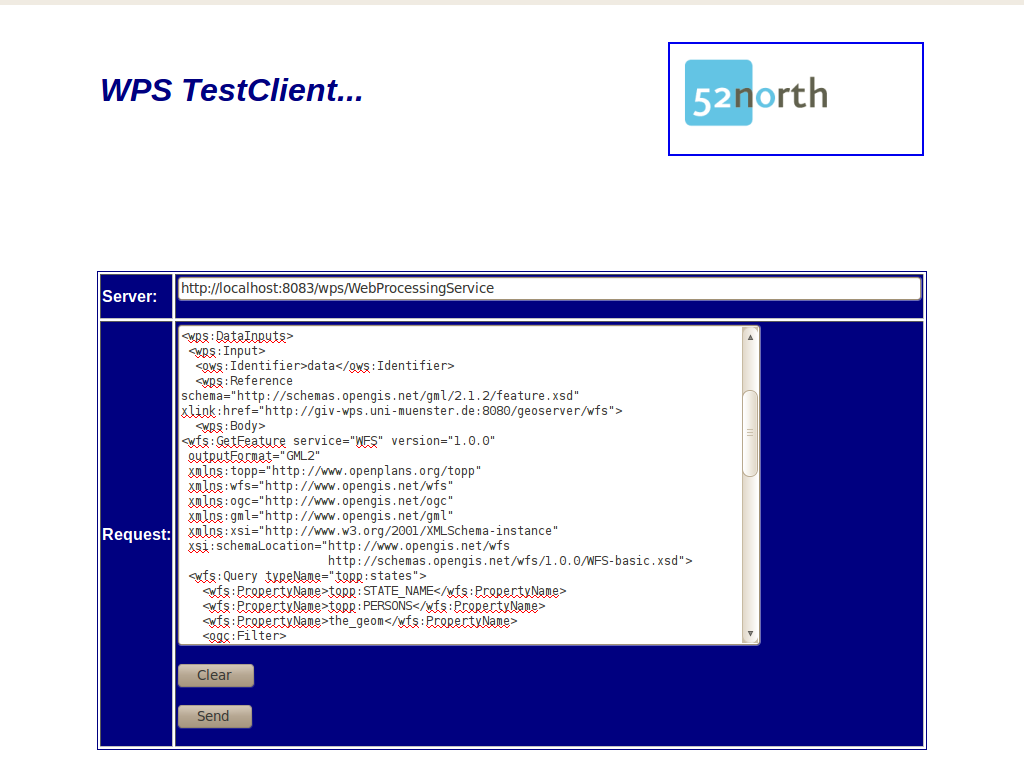 WPS TestClient...
52north
Server:
http://localhost:8083/wps/WebProcessingService
Request:
<wps:DataInputs>
<wps:Input>
<ows:Identifier>data</ows:Identifier>
<wps:Reference
schema="http://schemas.opengis.net/gml/2.1.2/feature.xsd"
xlink:href="http://giv-wps.uni-muenster.de:8080/geoserver/wfs">
<wps:Body>
<wfs:GetFeature service="WFS" version="1.0.0"
outputFormat="GML2"
xmlns:topp="http://www.openplans.org/topp"
xmlns:wfs="http://www.opengis.net/wfs"
xmlns:ogc="http://www.opengis.net/ogc"
xmlns:gml="http://www.opengis.net/gml"
xmlns:xsi="http://www.w3.org/2001/XMLSchema-instance"
xsi:schemaLocation="http://www.opengis.net/wfs
http://schemas.opengis.net/wfs/1.0.0/WFS-basic.xsd">
<wfs:Query typeName="topp:states">
<wfs:PropertyName>topp:STATE_NAME</wfs:PropertyName>
<wfs:PropertyName>topp:PERSONS</wfs:PropertyName>
<wfs:PropertyName>the_geom</wfs:PropertyName>
<ogc:Filter>
Clear
Send